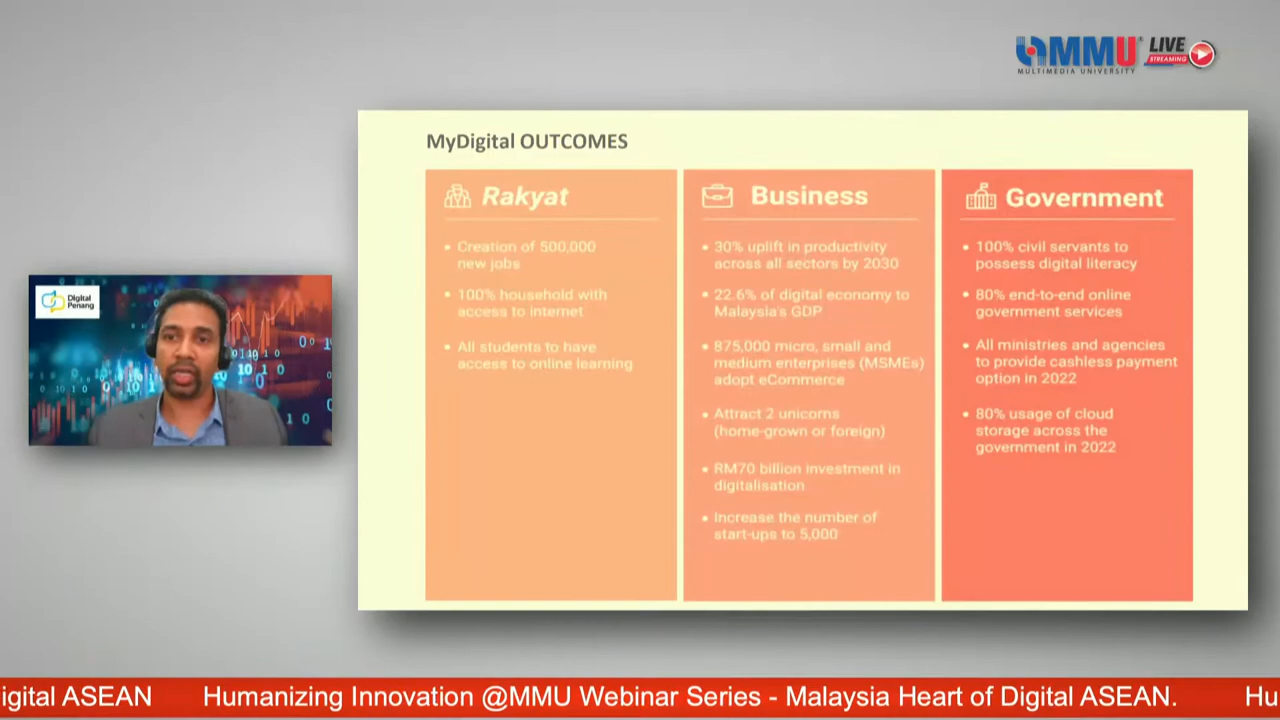 MMU
MULTIMEDIA UNIVERSITY
LIVE
STREAMING
Digital
Penang
MyDigital OUTCOMES
Rakyat
• Creation of 500,000
new jobs
• 100% household with
access to internet
• All students to have
access to online learning
Business
• 30% uplift in productivity
across all sectors by 2030
• 22.6% of digital economy to
Malaysia's GDP
• 875,000 micro, small and
medium enterprises (MSMEs)
adopt eCommerce
• Attract 2 unicorns
(home-grown or foreign)
• RM70 billion investment in
digitalisation
• Increase the number of
start-ups to 5,000
Government
• 100% civil servants to
possess digital literacy
• 80% end-to-end online
government services
• All ministries and agencies
to provide cashless payment
option in 2022
• 80% usage of cloud
storage across the
government in 2022
igital ASEAN Humanizing Innovation @MMU Webinar Series - Malaysia Heart of Digital ASEAN. Hu